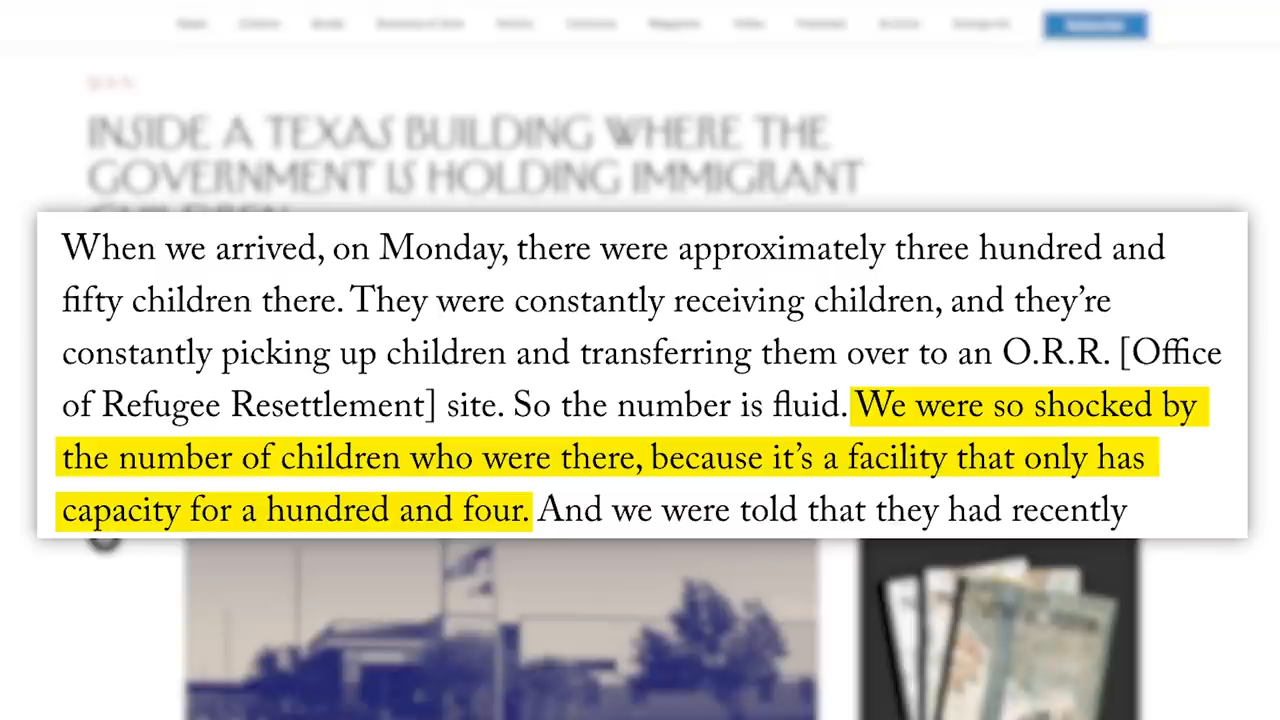 INSIDE A TEXAS BUILDING WHERE THE
GOVERNMENT IS HOLDING IMMIGRANT
When we arrived, on Monday, there were approximately three hundred and
fifty children there. They were constantly receiving children, and they’re
constantly picking up children and transferring them over to an O.R.R. [Office
of Refugee Resettlement] site. So the number is fluid. We were so shocked by
the number of children who were there, because it’s a facility that only has
capacity for a hundred and four. And we were told that they had recently